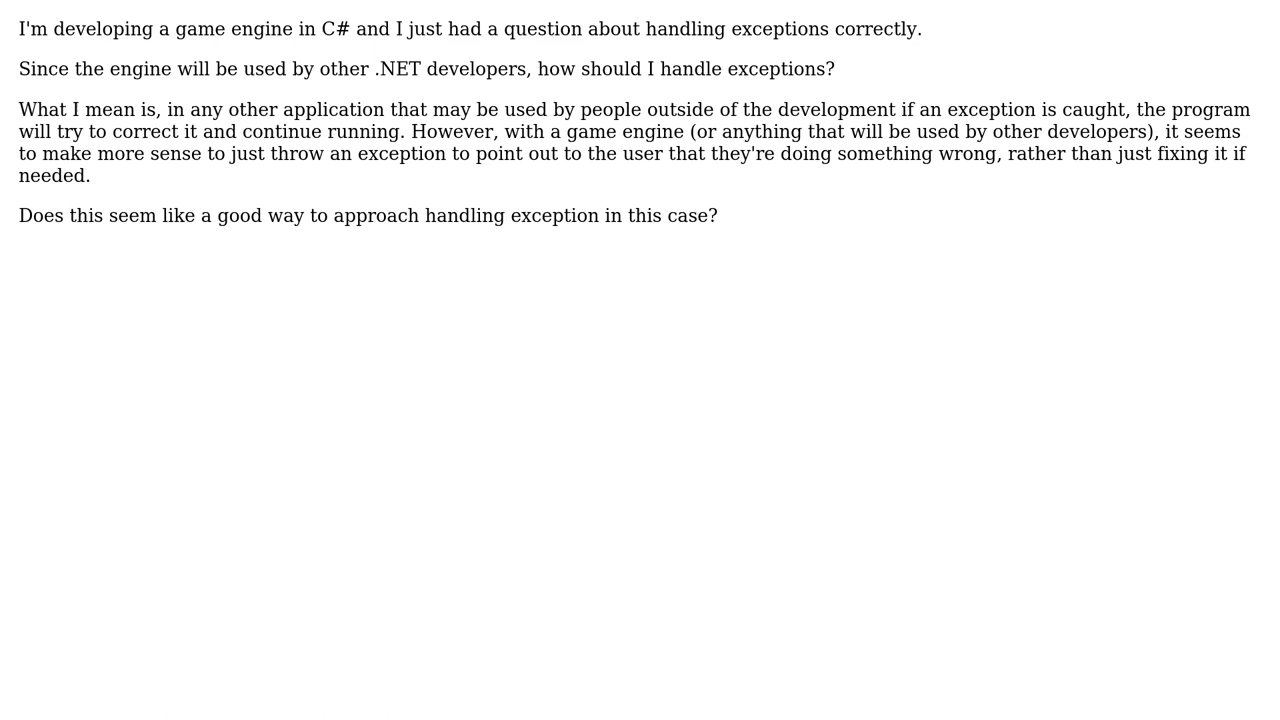 I'm developing a game engine in C# and I just had a question about handling exceptions correctly.
Since the engine will be used by other .NET developers, how should I handle exceptions?
What I mean is, in any other application that may be used by people outside of the development if an exception is caught, the program
will try to correct it and continue running. However, with a game engine (or anything that will be used by other developers), it seems
to make more sense to just throw an exception to point out to the user that they're doing something wrong, rather than just fixing it if
needed.
Does this seem like a good way to approach handling exception in this case?